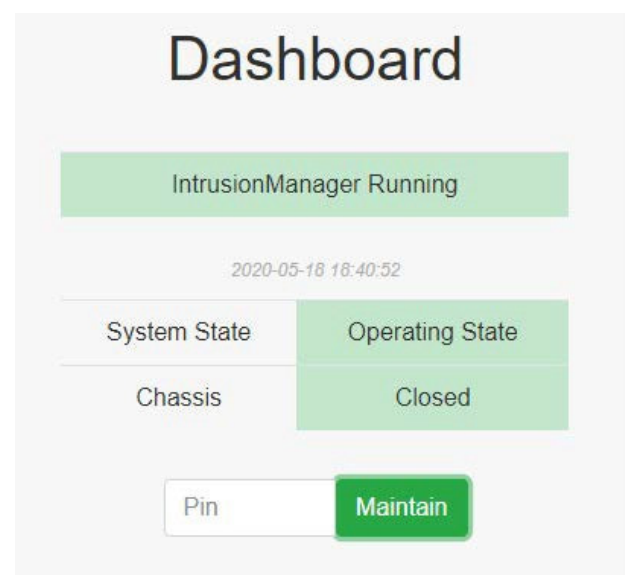 Dashboard
IntrusionManager Running
2020-05-18 18:40:52
System State Operating State
Chassis Closed
Pin Maintain